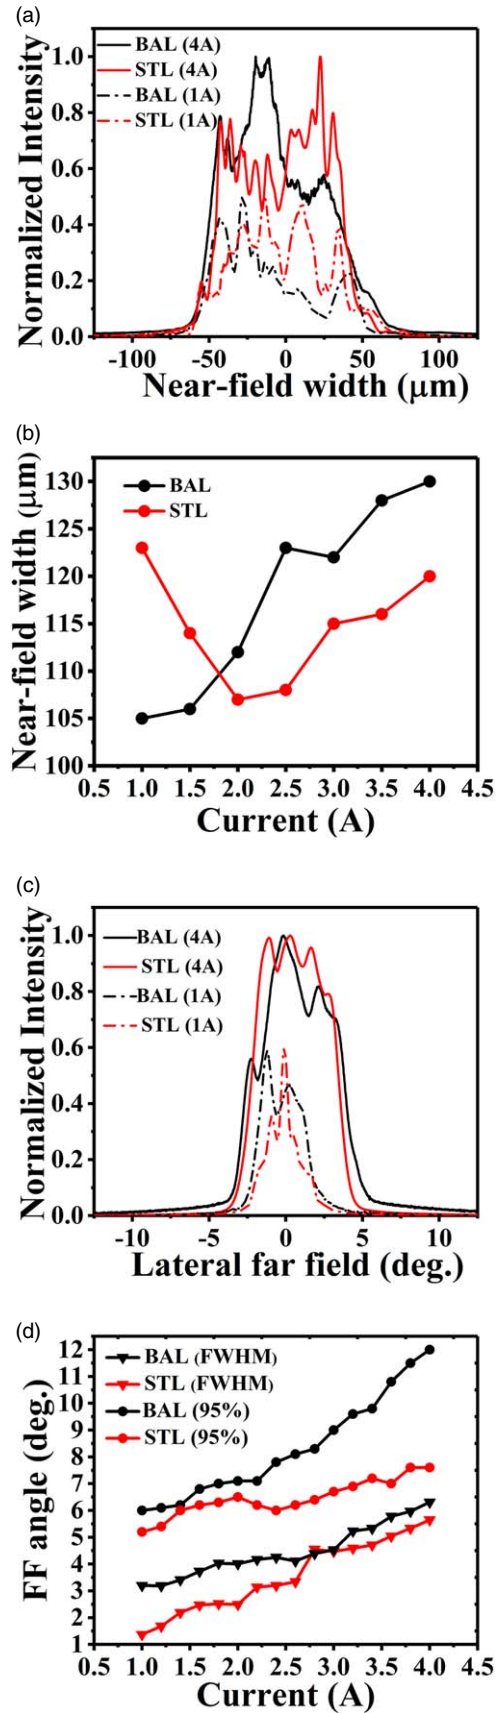 (a)
BAL (4A)
STL (4A)
BAL (1A)
STL (1A)
Normalized Intensity
1.0
0.8
0.6
0.4
0.2
0.0
-100 -50 0 50 100
Near-field width (μm)
(b)
BAL
STL
Near-field width (μm)
130
125
120
115
110
105
100
0.5 1.0 1.5 2.0 2.5 3.0 3.5 4.0 4.5
Current (A)
(c)
BAL (4A)
STL (4A)
BAL (1A)
STL (1A)
Normalized Intensity
1.0
0.8
0.6
0.4
0.2
0.0
-10 -5 0 5 10
Lateral far field (deg.)
(d)
BAL (FWHM)
STL (FWHM)
BAL (95%)
STL (95%)
FF angle (deg.)
12
11
10
9
8
7
6
5
4
3
2
1
0.5 1.0 1.5 2.0 2.5 3.0 3.5 4.0 4.5
Current (A)